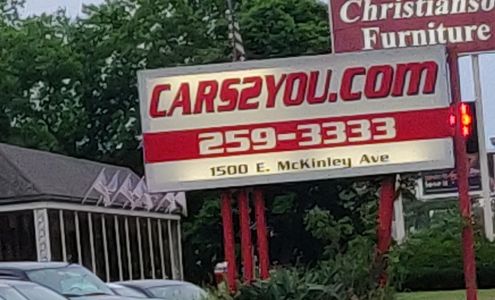 Christianso
Furniture
CARS2YOU.COM
259-3333
1500 E. McKinley Ave